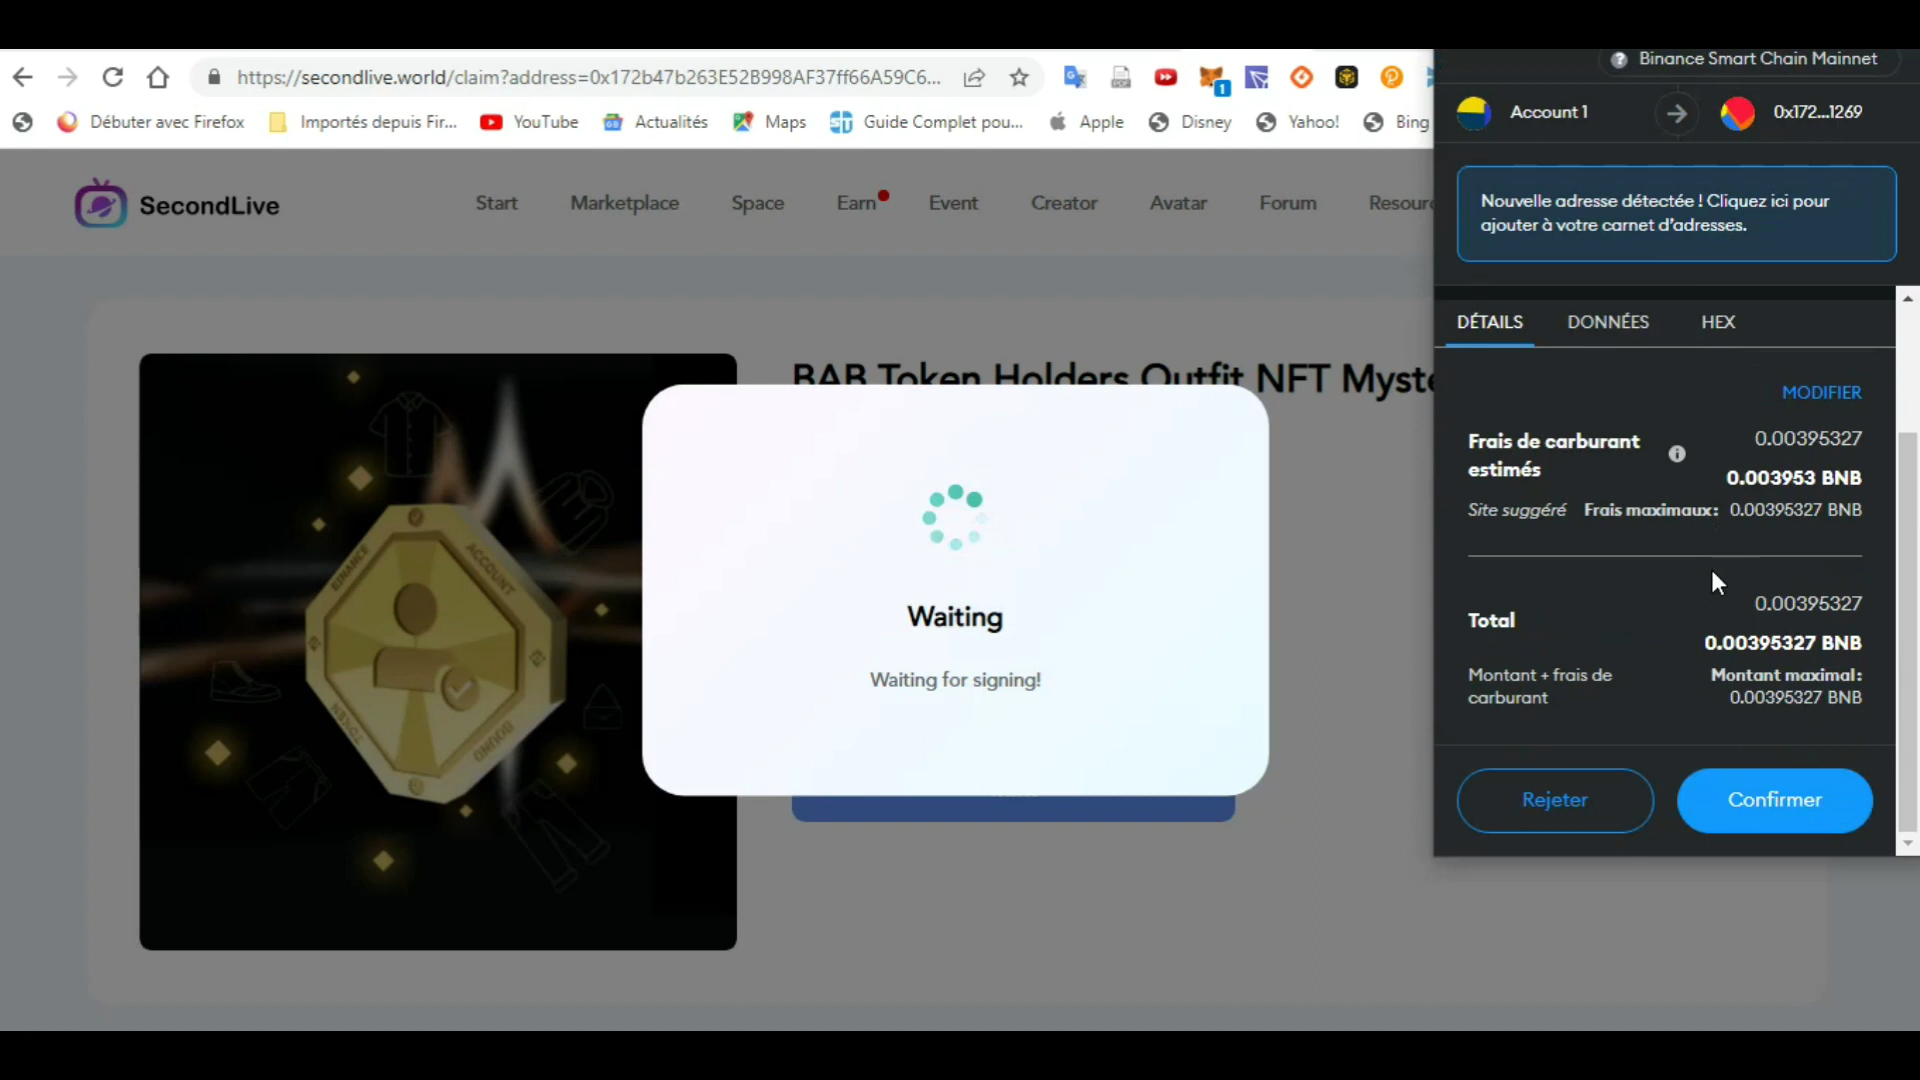 https://secondlive.world/claim?address=0x172b47b263E52B998AF37ff66A59C6...
1
Débuter avec Firefox
Importés depuis Fir...
YouTube
Actualités
Maps
Guide Complet pou...
Apple
Disney
Yahoo!
Bing
SecondLive
Start
Marketplace
Space
Earn
Event
Creator
Avatar
Forum
BAB Token Holders Outfit NFT
BINANCE
ACCOUNT
BOUND
TOKEN
Waiting
Waiting for signing!
Binance Smart Chain Mainnet
Account 1
0x172...1269
Nouvelle adresse détectée ! Cliquez ici pour
ajouter à votre carnet d'adresses.
DÉTAILS
DONNÉES
HEX
MODIFIER
Frais de carburant
estimés
0.00395327
0.003953 BNB
Site suggéré
Frais maximaux: 0.00395327 BNB
Total
0.00395327
0.00395327 BNB
Montant + frais de
carburant
Montant maximal:
0.00395327 BNB
Rejeter
Confirmer